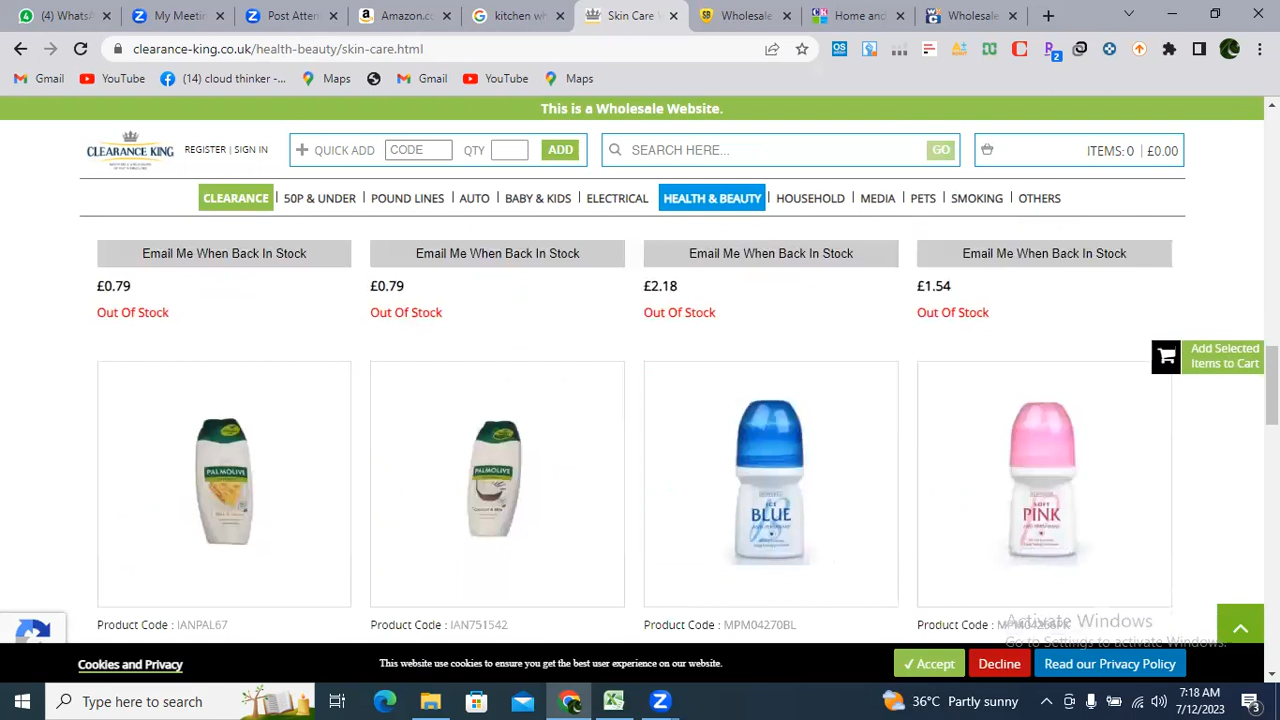 (4) WhatsA
My Meetin
Post Atten
Amazon.co
kitchen wh
Skin Care
Wholesale
Home and
Wholesale
clearance-king.co.uk/health-beauty/skin-care.html
Gmail
YouTube
(14) cloud thinker -...
Maps
Gmail
YouTube
Maps
This is a Wholesale Website.
CLEARANCE KING
REGISTER | SIGN IN
QUICK ADD
CODE
QTY
ADD
SEARCH HERE...
GO
ITEMS: 0 | £0.00
CLEARANCE | 50P & UNDER | POUND LINES | AUTO | BABY & KIDS | ELECTRICAL HEALTH & BEAUTY | HOUSEHOLD | MEDIA | PETS | SMOKING | OTHERS
Email Me When Back In Stock
Email Me When Back In Stock
Email Me When Back In Stock
Email Me When Back In Stock
£0.79
£0.79
£2.18
£1.54
Out Of Stock
Out Of Stock
Out Of Stock
Out Of Stock
Add Selected
Items to Cart
PALMOLIVE
PALMOLIVE
ICE
BLUE
SOFT
PINK
Product Code : IANPAL67
Product Code : IAN751542
Product Code : MPM04270BL
Product Code :
Activate Windows
Go to Settings to activate Windows.
Cookies and Privacy
This website use cookies to ensure you get the best user experience on our website.
✓ Accept
Decline
Read our Privacy Policy
Type here to search
36°C Partly sunny
7:18 AM
7/12/2023
3